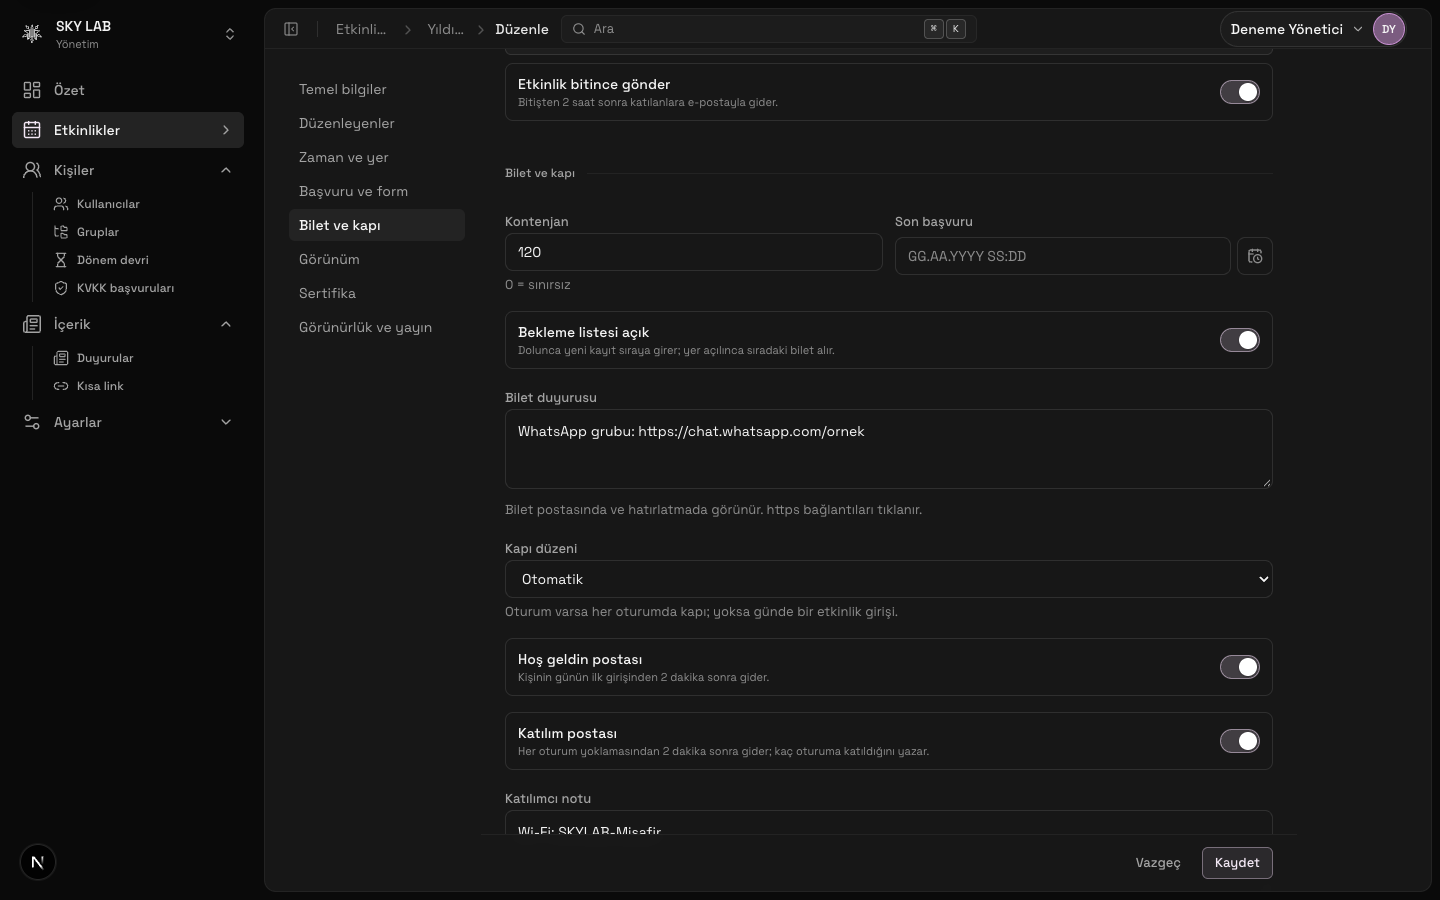 SKY LAB
Yönetim
Özet
Etkinlikler
Kişiler
Kullanıcılar
Gruplar
Dönem devri
KVKK başvuruları
İçerik
Duyurular
Kısa link
Ayarlar
N
Etkinli...
Yıldı...
Düzenle
Ara
⌘ K
Deneme Yönetici
DY
Temel bilgiler
Düzenleyenler
Zaman ve yer
Başvuru ve form
Bilet ve kapı
Görünüm
Sertifika
Görünürlük ve yayın
Etkinlik bitince gönder
Bitişten 2 saat sonra katılanlara e-postayla gider.
Bilet ve kapı
Kontenjan
120
0 = sınırsız
Son başvuru
GG.AA.YYYY SS:DD
Bekleme listesi açık
Dolunca yeni kayıt sıraya girer; yer açılınca sıradaki bilet alır.
Bilet duyurusu
WhatsApp grubu: https://chat.whatsapp.com/ornek
Bilet postasında ve hatırlatmada görünür. https bağlantıları tıklanır.
Kapı düzeni
Otomatik
Oturum varsa her oturumda kapı; yoksa günde bir etkinlik girişi.
Hoş geldin postası
Kişinin günün ilk girişinden 2 dakika sonra gider.
Katılım postası
Her oturum yoklamasından 2 dakika sonra gider; kaç oturuma katıldığını yazar.
Katılımcı notu
Wi-Fi: SKYLAB-Misafir
Vazgeç
Kaydet